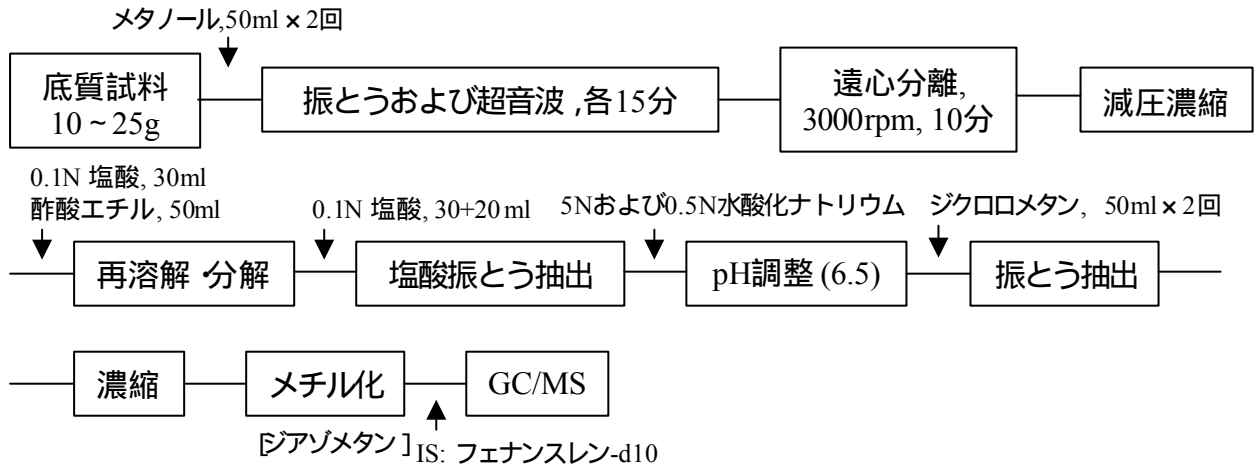 メタノール,50ml × 2回
底質試料
10 ~ 25g
振とうおよび超音波 ,各15分
遠心分離,
3000rpm, 10分
減圧濃縮
0.1N 塩酸, 30ml
酢酸エチル, 50ml
0.1N 塩酸, 30+20 ml
5Nおよび0.5N水酸化ナトリウム
ジクロロメタン, 50ml × 2回
再溶解・分解
塩酸振とう抽出
pH調整 (6.5)
振とう抽出
濃縮
メチル化
GC/MS
[ジアゾメタン]
IS: フェナンスレン-d10